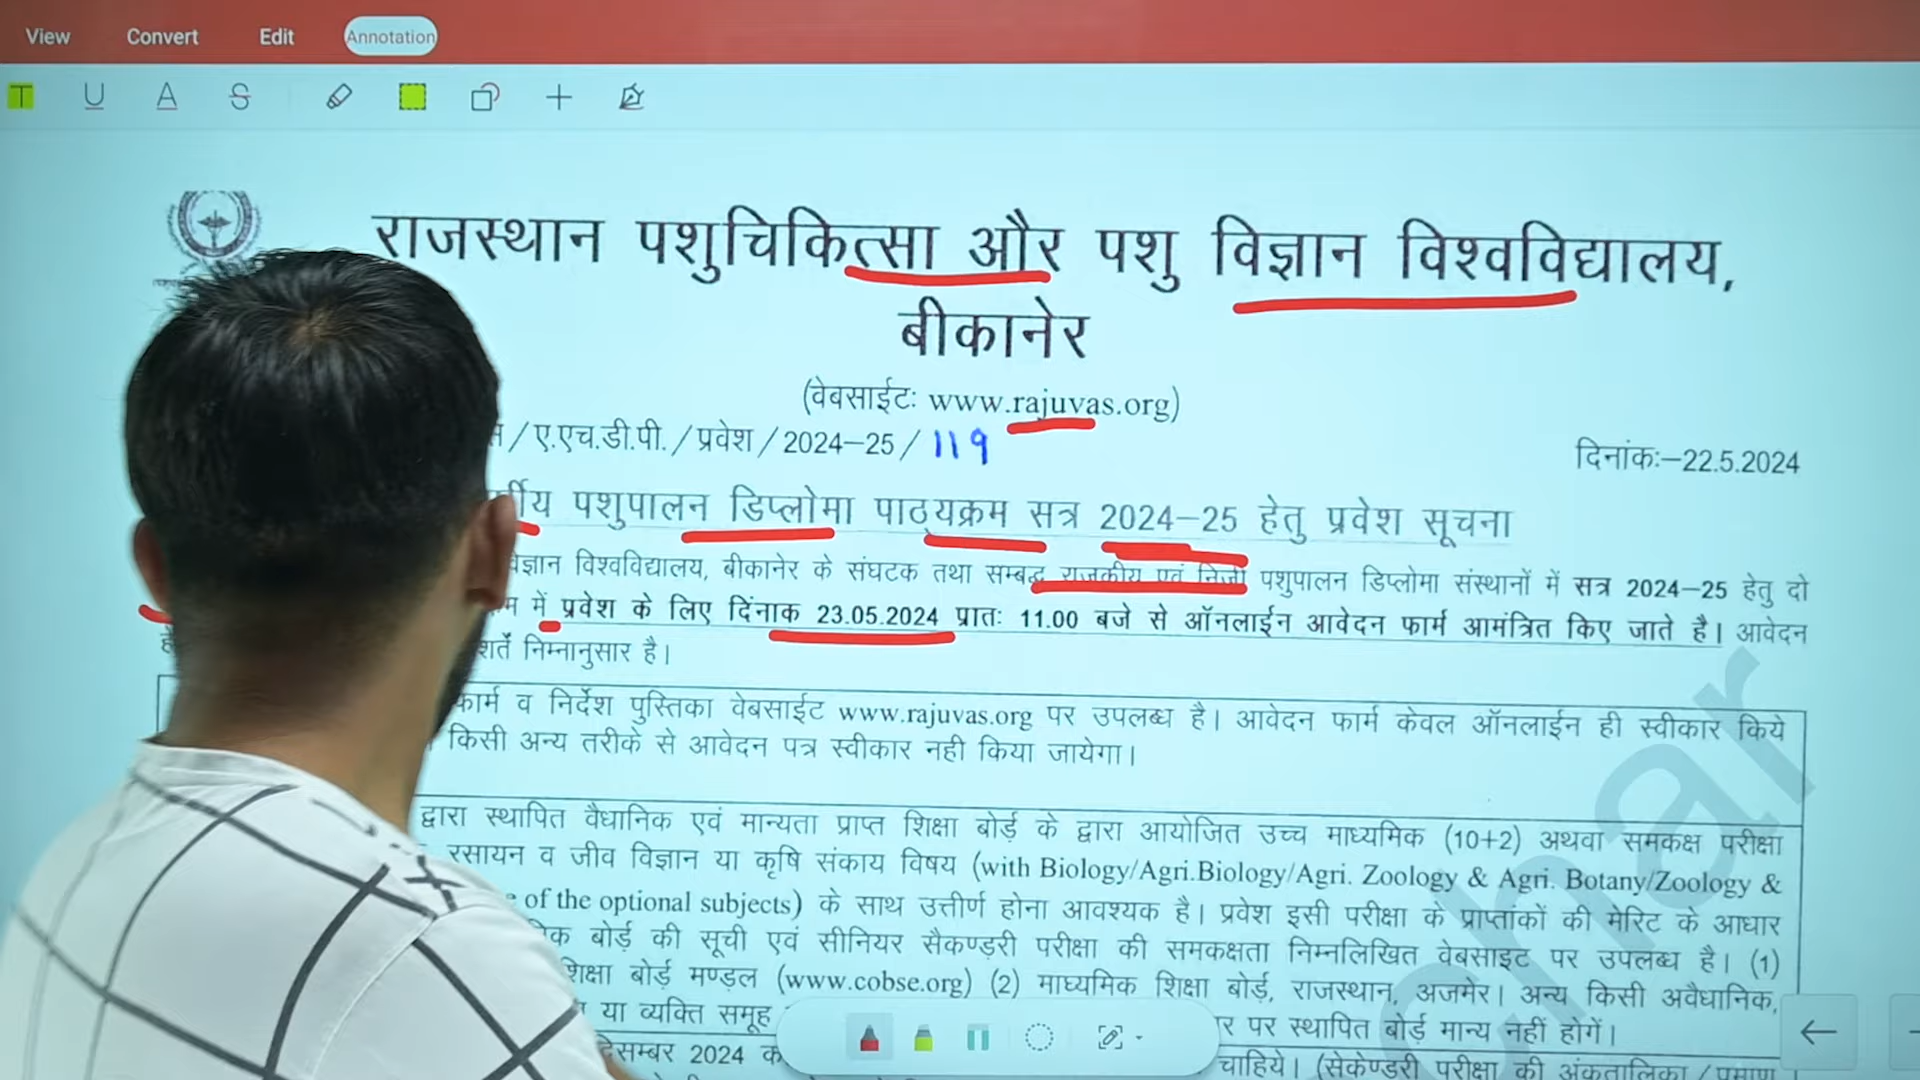 View Convert Edit Annotation
T U A S
राजस्थान पशुचिकित्सा और पशु विज्ञान विश्वविद्यालय,
बीकानेर
(वेबसाईटः www.rajuvas.org)
/ ए.एच.डी.पी. / प्रवेश / 2024–25 / 119
दिनांकः–22.5.2024
पशुपालन डिप्लोमा पाठ्यक्रम सत्र 2024–25 हेतु प्रवेश सूचना
विज्ञान विश्वविद्यालय, बीकानेर के संघटक तथा सम्बद्ध राजकीय एवं निजी पशुपालन डिप्लोमा संस्थानों में सत्र 2024–25 हेतु दो
में प्रवेश के लिए दिंनाक 23.05.2024 प्रातः 11.00 बजे से ऑनलाईन आवेदन फार्म आमंत्रित किए जाते है। आवेदन
शर्तें निम्नानुसार है।
फार्म व निर्देश पुस्तिका वेबसाईट www.rajuvas.org पर उपलब्ध है। आवेदन फार्म केवल ऑनलाईन ही स्वीकार किये
किसी अन्य तरीके से आवेदन पत्र स्वीकार नही किया जायेगा।
द्वारा स्थापित वैधानिक एवं मान्यता प्राप्त शिक्षा बोर्ड के द्वारा आयोजित उच्च माध्यमिक (10+2) अथवा समकक्ष परीक्षा
रसायन व जीव विज्ञान या कृषि संकाय विषय (with Biology/Agri.Biology/Agri. Zoology & Agri. Botany/Zoology &
of the optional subjects) के साथ उत्तीर्ण होना आवश्यक है। प्रवेश इसी परीक्षा के प्राप्तांकों की मेरिट के आधार
बोर्ड की सूची एवं सीनियर सैकण्ड़री परीक्षा की समकक्षता निम्नलिखित वेबसाइट पर उपलब्ध है। (1)
शिक्षा बोर्ड मण्डल (www.cobse.org) (2) माध्यमिक शिक्षा बोर्ड, राजस्थान, अजमेर। अन्य किसी अवैधानिक,
या व्यक्ति समूह
पर स्थापित बोर्ड मान्य नहीं होगें।
दिसम्बर 2024
चाहिये। (सेकेण्डरी परीक्षा की अंकतालिका / प्रमाण